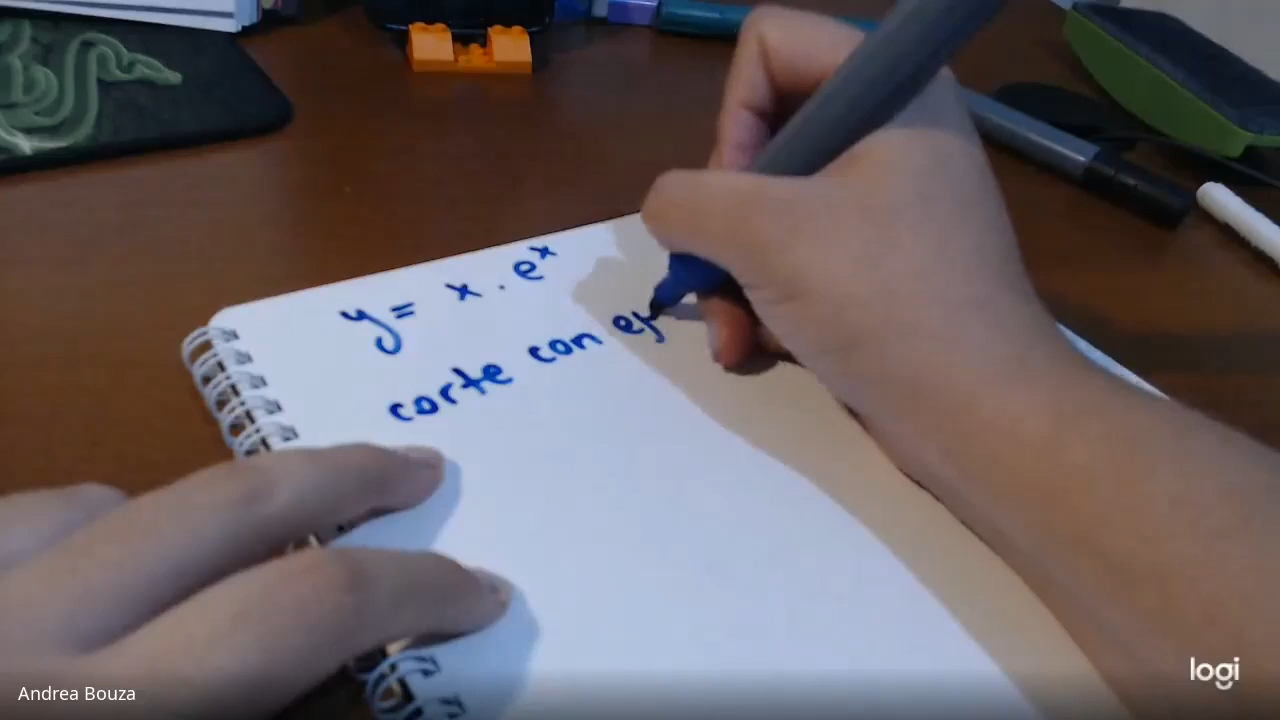 y = x . e^x
corte con ej
Andrea Bouza
logi